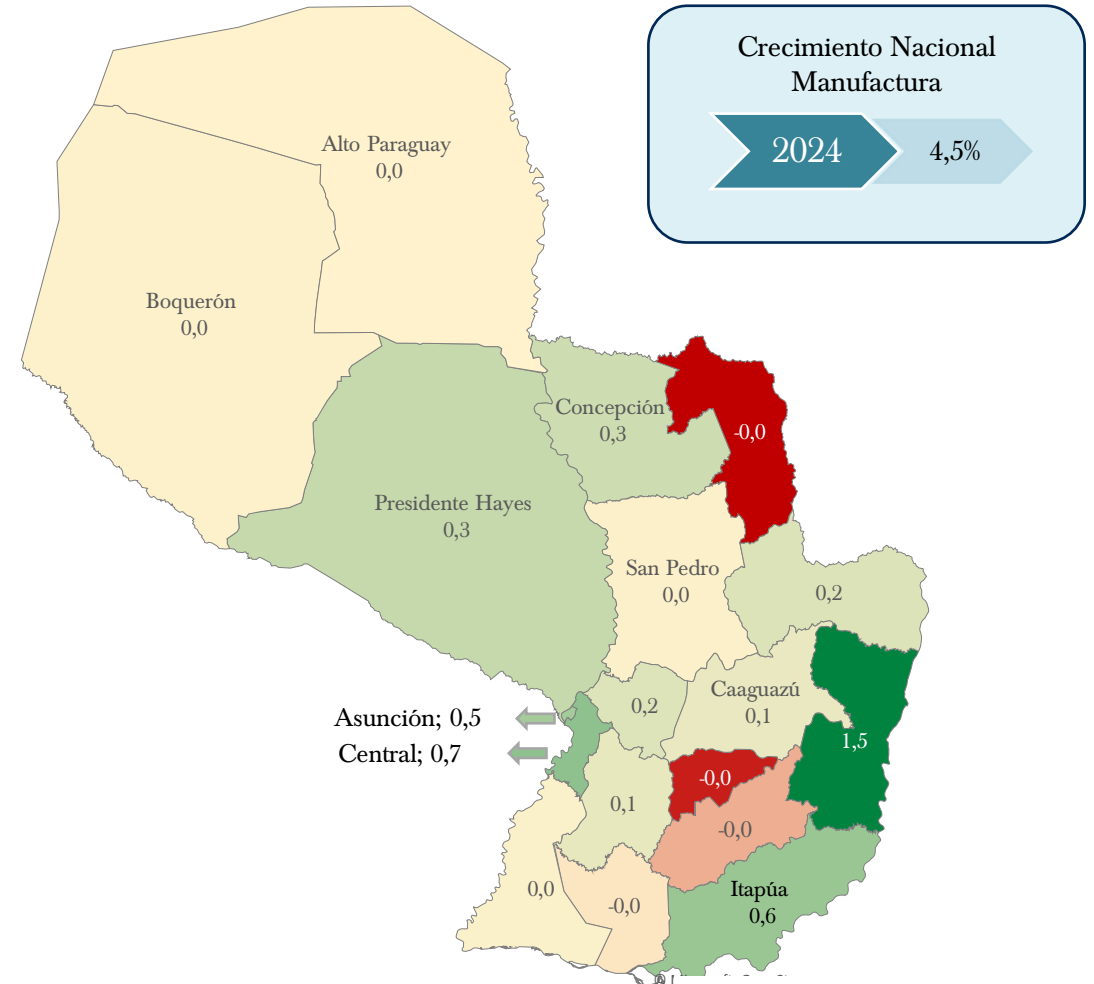 Crecimiento Nacional
Manufactura
2024
4,5%
Alto Paraguay
0,0
Boquerón
0,0
Concepción
0,3
-0,0
Presidente Hayes
0,3
San Pedro
0,0
0,2
Caaguazú
0,1
0,2
Asunción; 0,5
Central; 0,7
1,5
-0,0
0,1
-0,0
Itapúa
0,6
0,0
-0,0